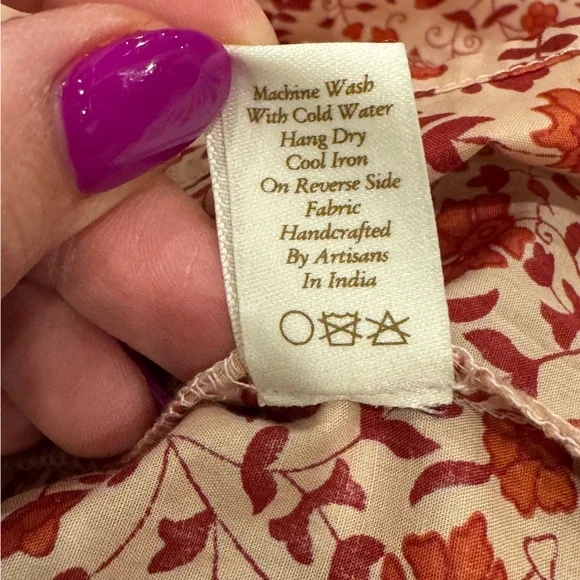 Machine Wash
With Cold Water
Hang Dry
Cool Iron
On Reverse Side
Fabric
Handcrafted
By Artisans
In India